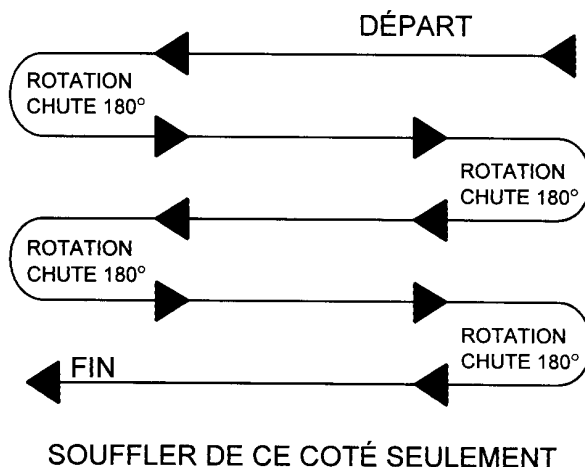 DÉPART
ROTATION
CHUTE 180°
ROTATION
CHUTE 180°
ROTATION
CHUTE 180°
ROTATION
CHUTE 180°
FIN
SOUFFLER DE CE COTÉ SEULEMENT